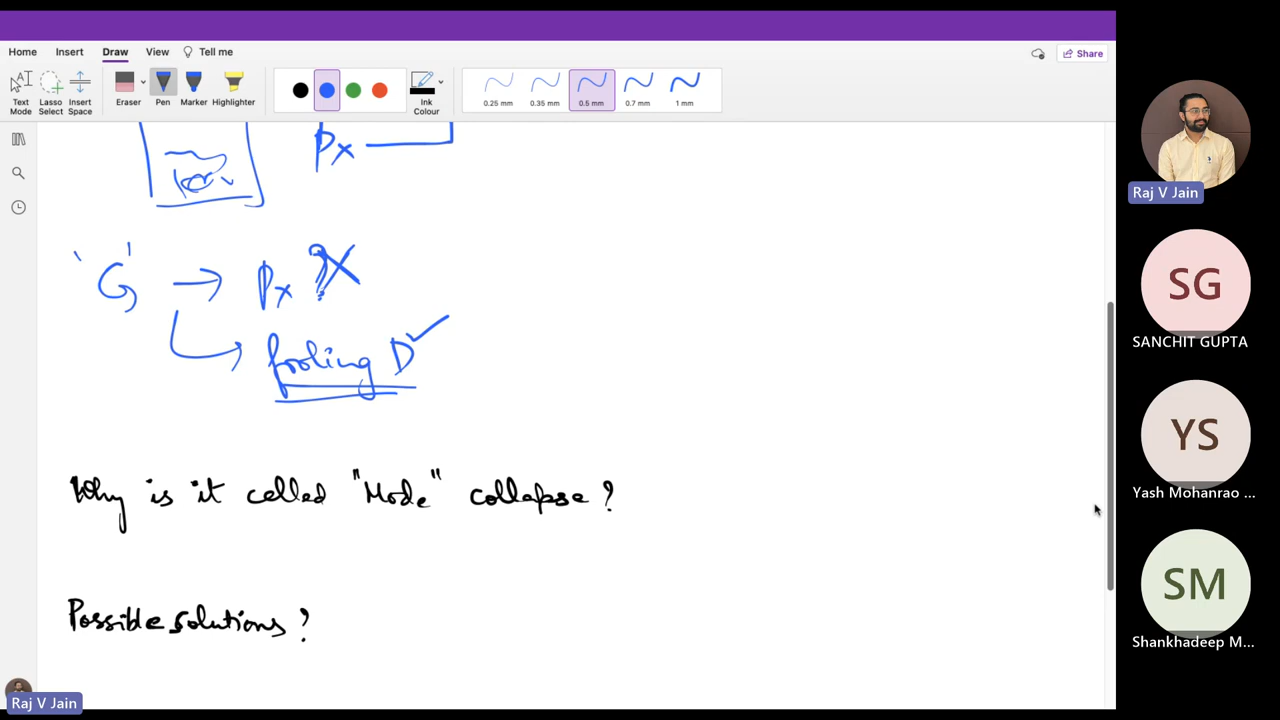 Home Insert Draw View Tell me
Share
Text Mode
Lasso Select
Insert Space
Eraser
Pen
Marker
Highlighter
Ink Colour
0.25 mm
0.35 mm
0.5 mm
0.7 mm
1 mm
Px
'G' → Px ?
fooling D ✓
Why is it called "Mode" collapse?
Possible solutions?
Raj V Jain
Raj V Jain
SG
SANCHIT GUPTA
YS
Yash Mohanrao ...
SM
Shankhadeep M...